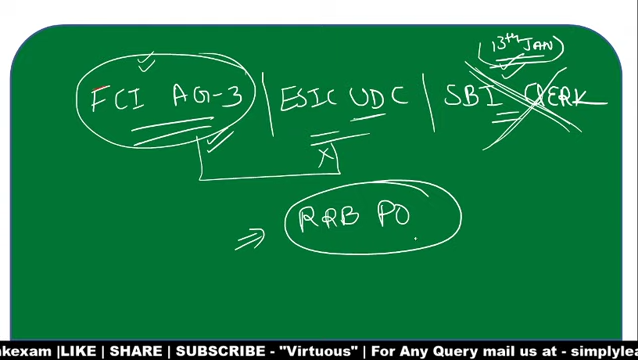 (13th JAN)
FCI AG-3 | ESIC UDC | SBI CLERK
x
⇒ RRB PO
nkexam |LIKE | SHARE | SUBSCRIBE - "Virtuous" | For Any Query mail us at - simplyle